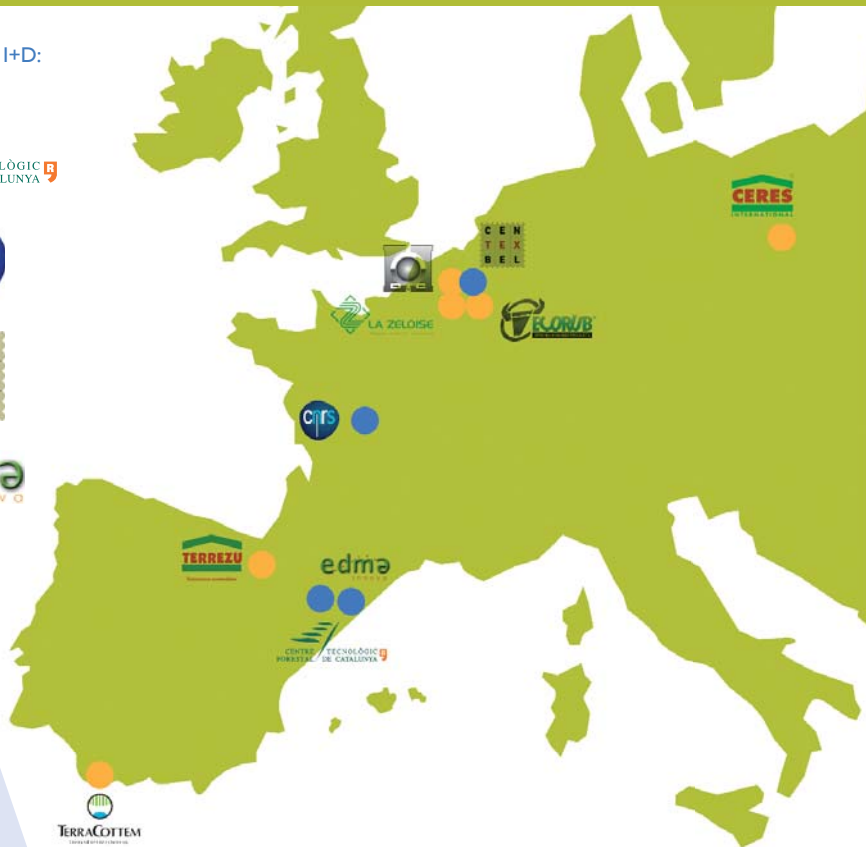 I+D:
LÒGIC R
LUNYA
CERES
INTERNATIONAL
CEN
TEX
BEL
LA ZELOISE
ECORUB
cnrs
TERREZU
edma
innova
CENTRE TECNOLÒGIC
FORESTAL DE CATALUNYA
TERRACOTTEM